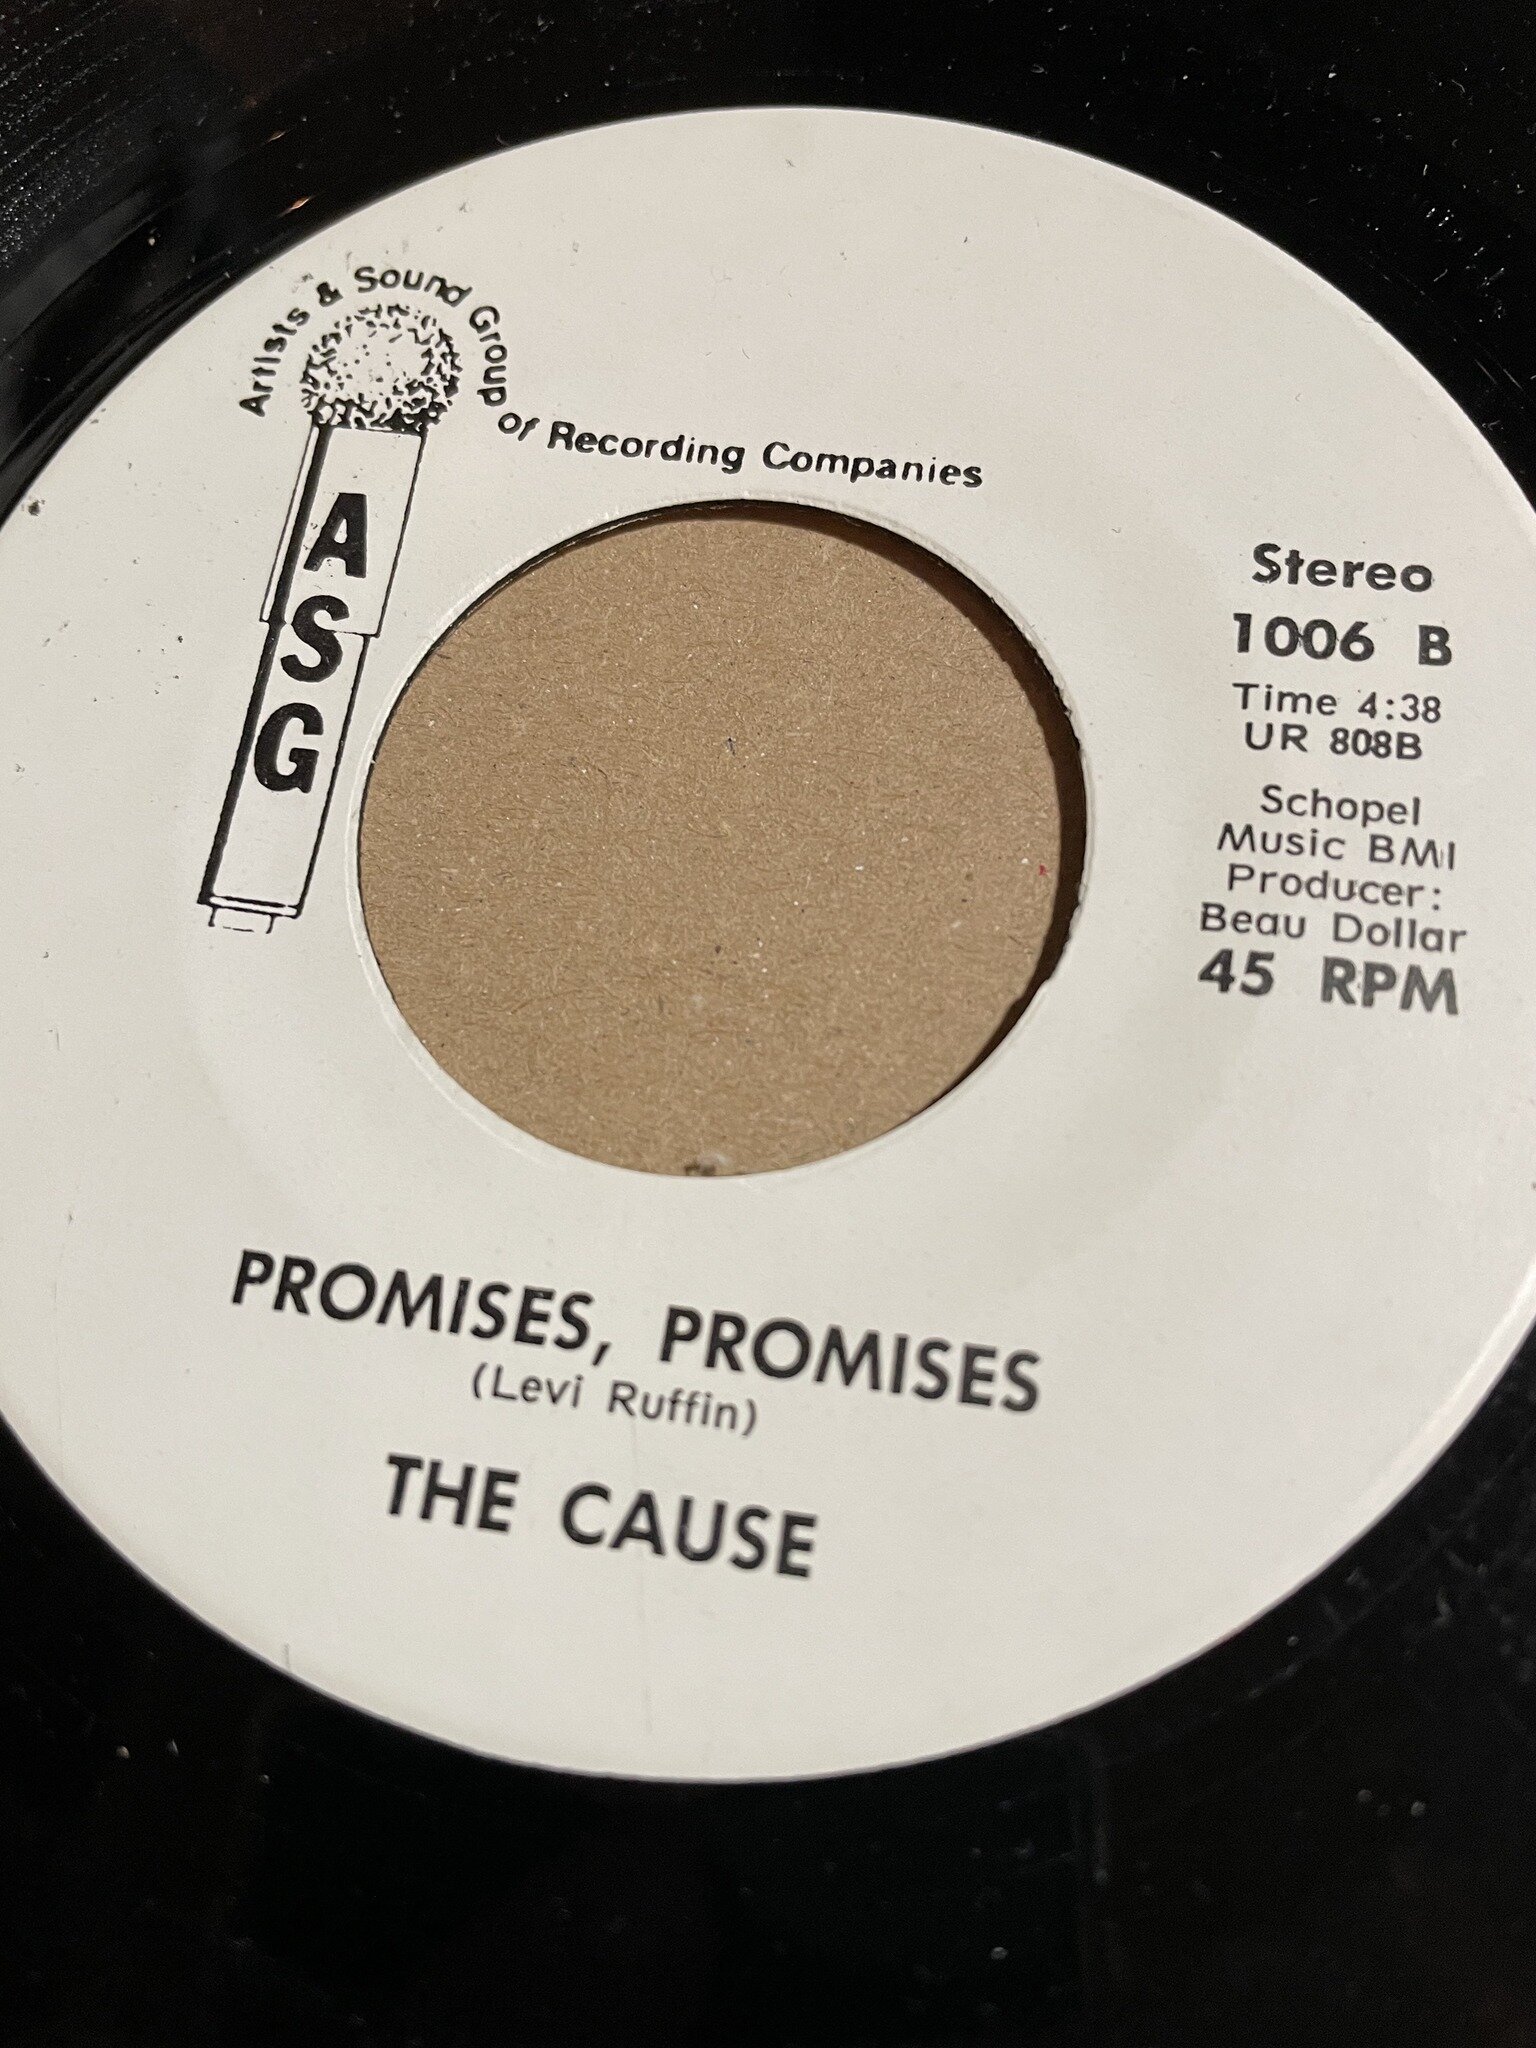 Artists & Sound Group of Recording Companies
ASG
Stereo
1006 B
Time 4:38
UR 808B
Schopel
Music BMI
Producer:
Beau Dollar
45 RPM
PROMISES, PROMISES
(Levi Ruffin)
THE CAUSE